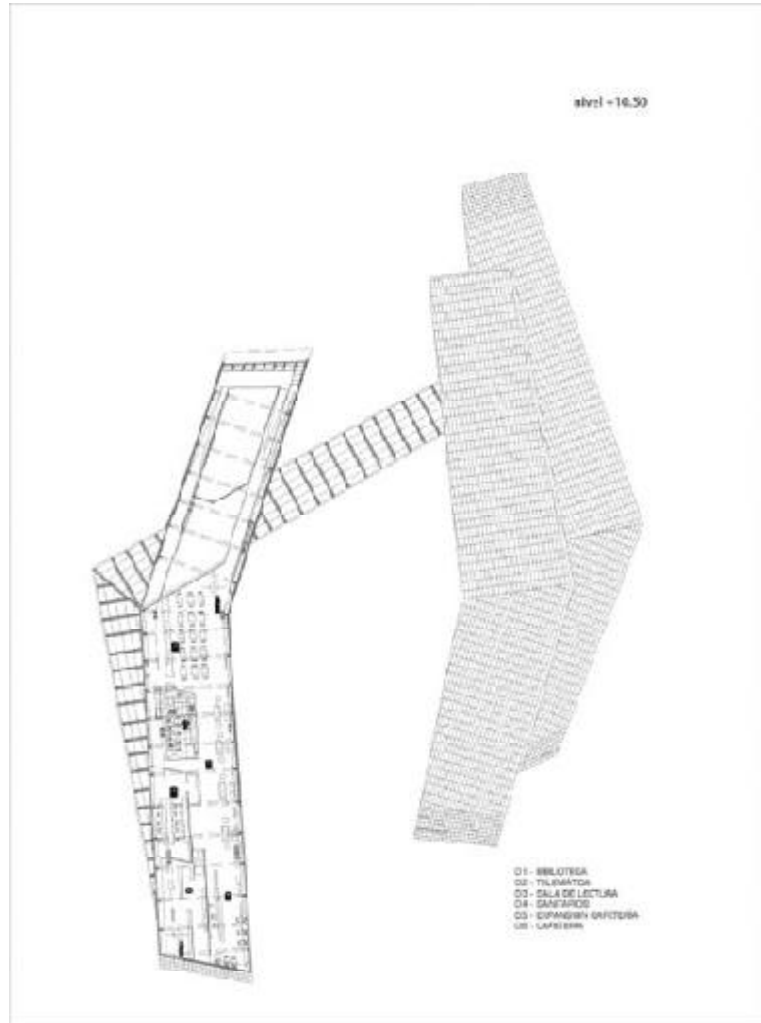 nivel +16.50
01 - BIBLIOTECA
02 - TELEMATICA
03 - SALA DE LECTURA
04 - SANITARIOS
05 - EXPANSION CAFETERIA
06 - CAFETERIA